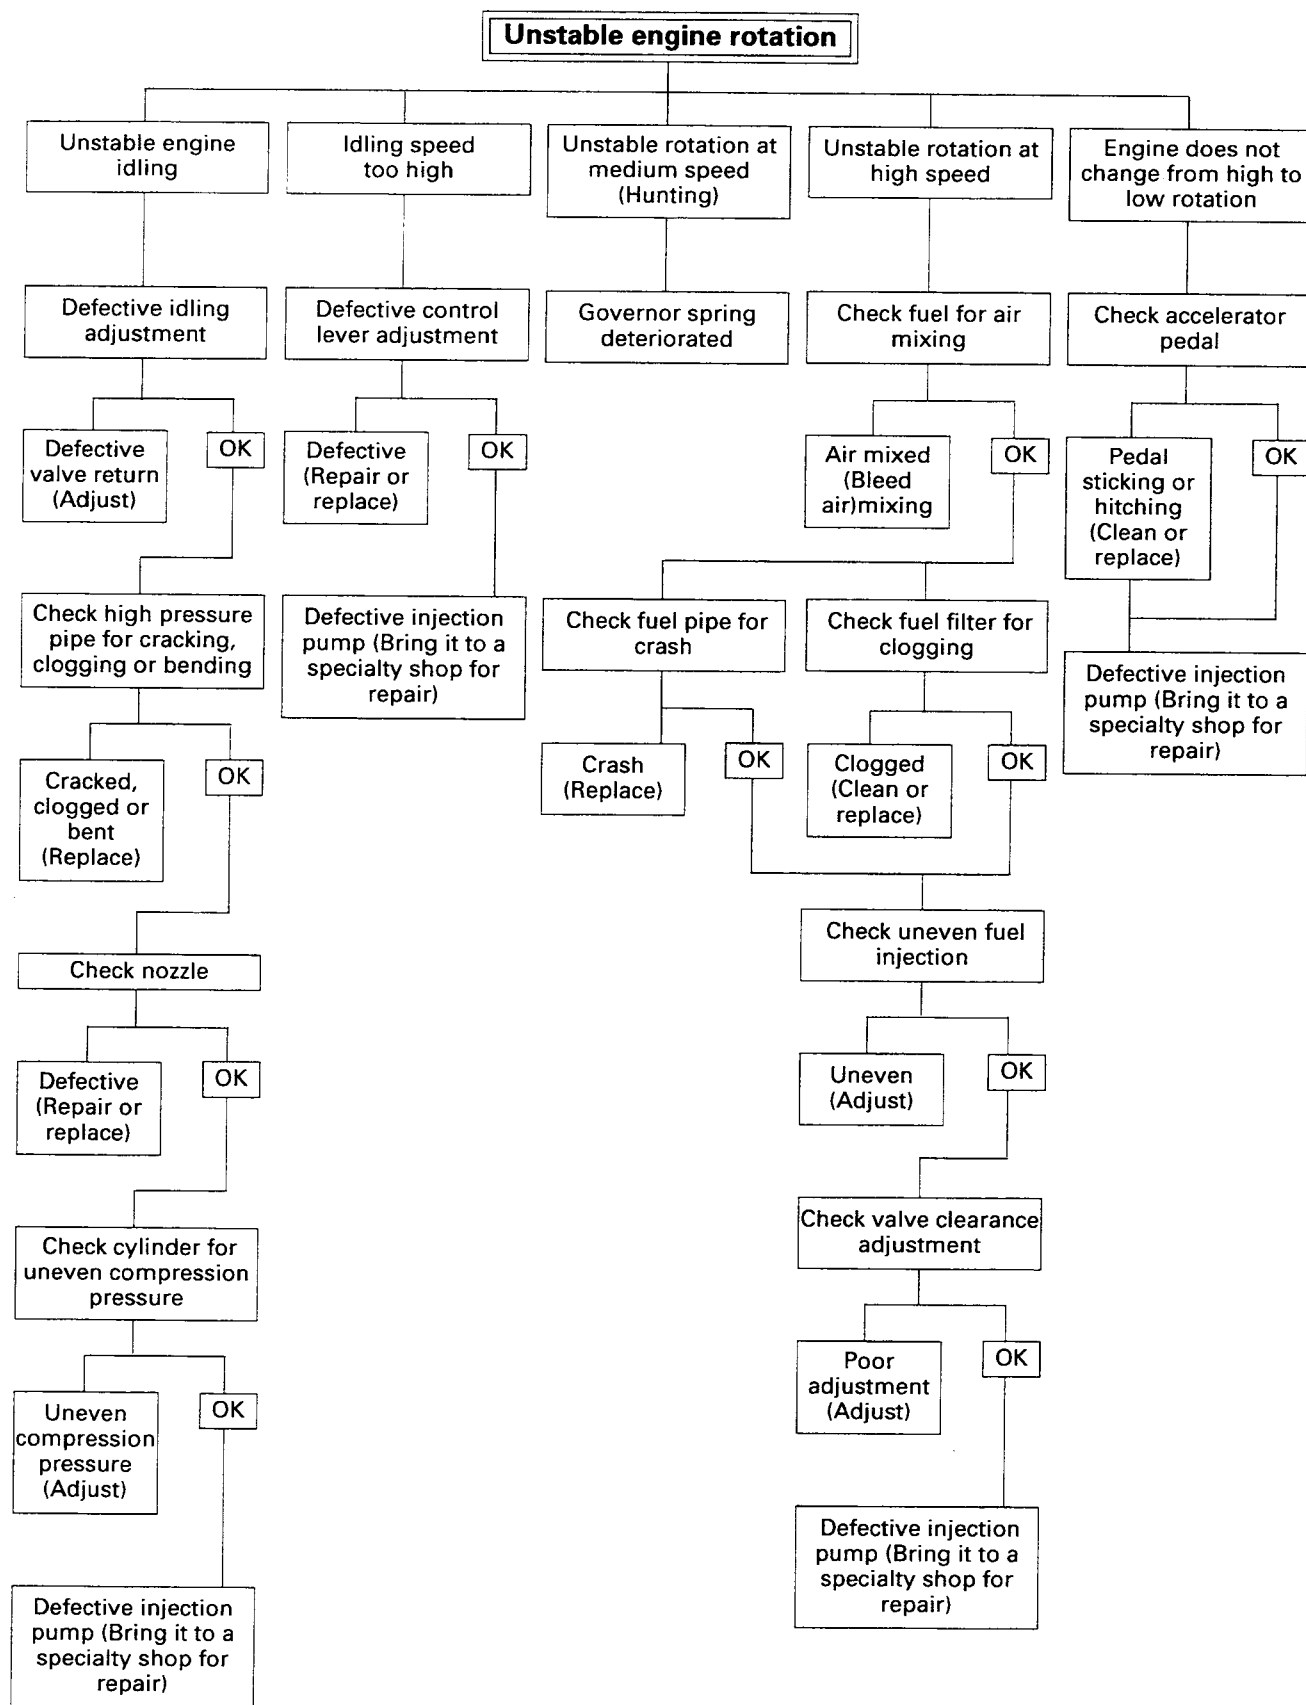 Unstable engine rotation
Unstable engine
idling
Idling speed
too high
Unstable rotation at
medium speed
(Hunting)
Unstable rotation at
high speed
Engine does not
change from high to
low rotation
Defective idling
adjustment
Defective control
lever adjustment
Governor spring
deteriorated
Check fuel for air
mixing
Check accelerator
pedal
Defective
valve return
(Adjust)
OK
Defective
(Repair or
replace)
OK
Air mixed
(Bleed
air)mixing
OK
Pedal
sticking or
hitching
(Clean or
replace)
OK
Check high pressure
pipe for cracking,
clogging or bending
Defective injection
pump (Bring it to a
specialty shop for
repair)
Check fuel pipe for
crash
Check fuel filter for
clogging
Defective injection
pump (Bring it to a
specialty shop for
repair)
Cracked,
clogged or
bent
(Replace)
OK
Crash
(Replace)
OK
Clogged
(Clean or
replace)
OK
Check nozzle
Check uneven fuel
injection
Defective
(Repair or
replace)
OK
Uneven
(Adjust)
OK
Check cylinder for
uneven compression
pressure
Check valve clearance
adjustment
Uneven
compression
pressure
(Adjust)
OK
Poor
adjustment
(Adjust)
OK
Defective injection
pump (Bring it to a
specialty shop for
repair)
Defective injection
pump (Bring it to a
specialty shop for
repair)